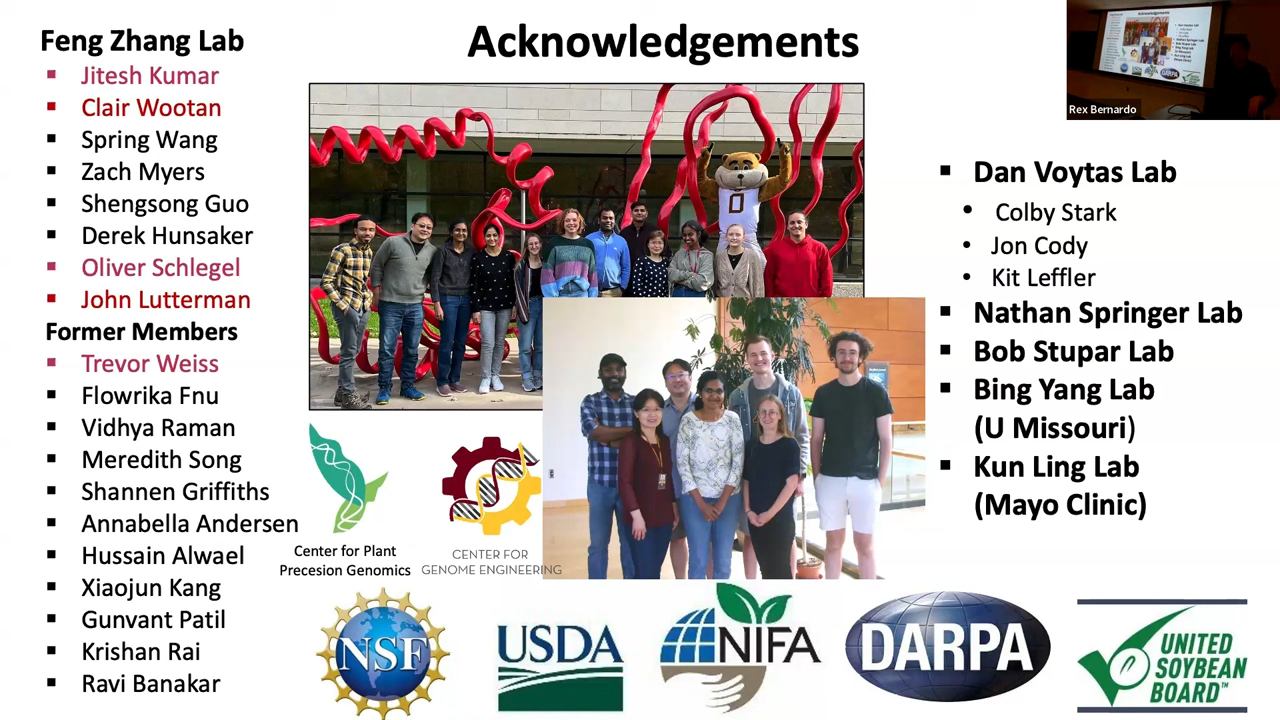 Feng Zhang Lab
Jitesh Kumar
Clair Wootan
Spring Wang
Zach Myers
Shengsong Guo
Derek Hunsaker
Oliver Schlegel
John Lutterman
Former Members
Trevor Weiss
Flowrika Fnu
Vidhya Raman
Meredith Song
Shannen Griffiths
Annabella Andersen
Hussain Alwael
Xiaojun Kang
Gunvant Patil
Krishan Rai
Ravi Banakar
Acknowledgements
Center for Plant
Precesion Genomics
CENTER FOR
GENOME ENGINEERING
NSF
USDA
NIFA
DARPA
UNITED
SOYBEAN
BOARD™
Rex Bernardo
Dan Voytas Lab
Colby Stark
Jon Cody
Kit Leffler
Nathan Springer Lab
Bob Stupar Lab
Bing Yang Lab
(U Missouri)
Kun Ling Lab
(Mayo Clinic)